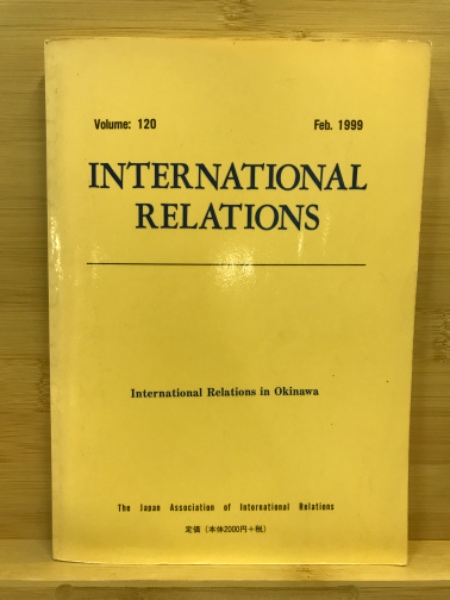 Volume: 120 Feb. 1999
INTERNATIONAL
RELATIONS
International Relations in Okinawa
The Japan Association of International Relations
定価(本体2000円+税)